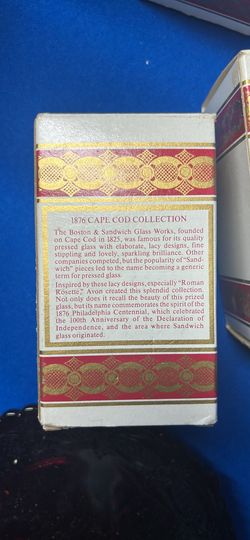 1876 CAPE COD COLLECTION
The Boston & Sandwich Glass Works, founded
on Cape Cod in 1825, was famous for its quality
pressed glass with elaborate, lacy designs, fine
stippling and lovely, sparkling brilliance. Other
companies competed, but the popularity of "Sand-
wich" pieces led to the name becoming a generic
term for pressed glass.
Inspired by these lacy designs, especially "Roman
Rosette," Avon created this splendid collection.
Not only does it recall the beauty of this prized
glass, but its name commemorates the spirit of the
1876 Philadelphia Centennial, which celebrated
the 100th Anniversary of the Declaration of
Independence, and the area where Sandwich
glass originated.